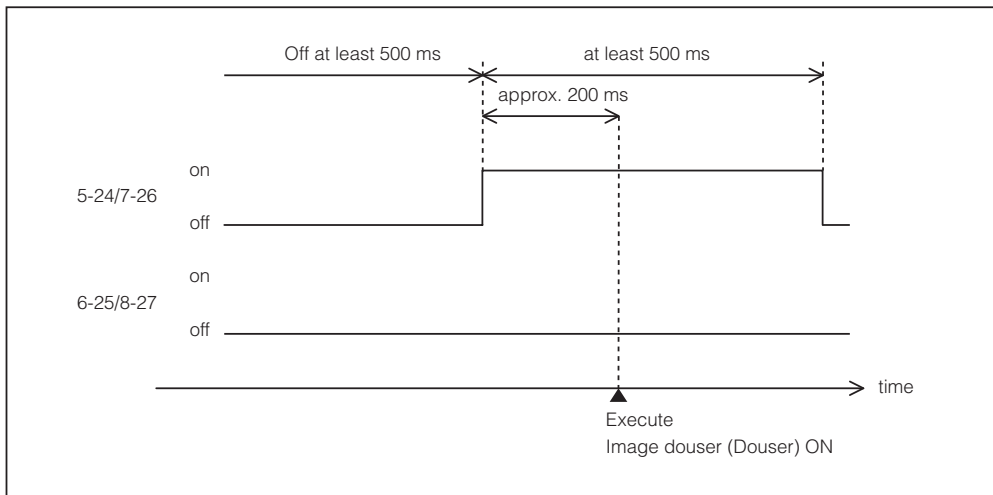 Off at least 500 ms
at least 500 ms
approx. 200 ms
on
5-24/7-26
off
on
6-25/8-27
off
time
Execute
Image douser (Douser) ON